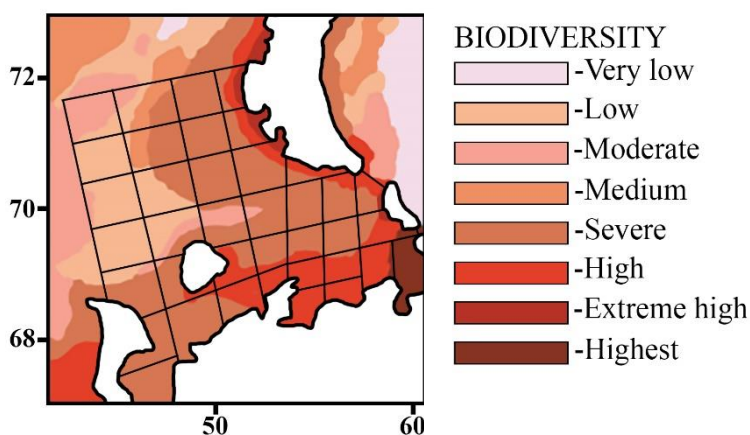 72
70
68
50
60
BIODIVERSITY
-Very low
-Low
-Moderate
-Medium
-Severe
-High
-Extreme high
-Highest